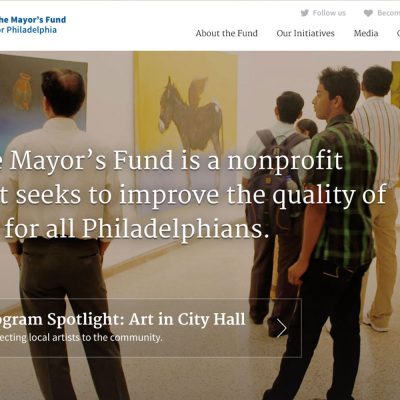 he Mayor's Fund
or Philadelphia
Follow us
Becom
About the Fund
Our Initiatives
Media
e Mayor's Fund is a nonprofit
t seeks to improve the quality of
for all Philadelphians.
ogram Spotlight: Art in City Hall
ecting local artists to the community.